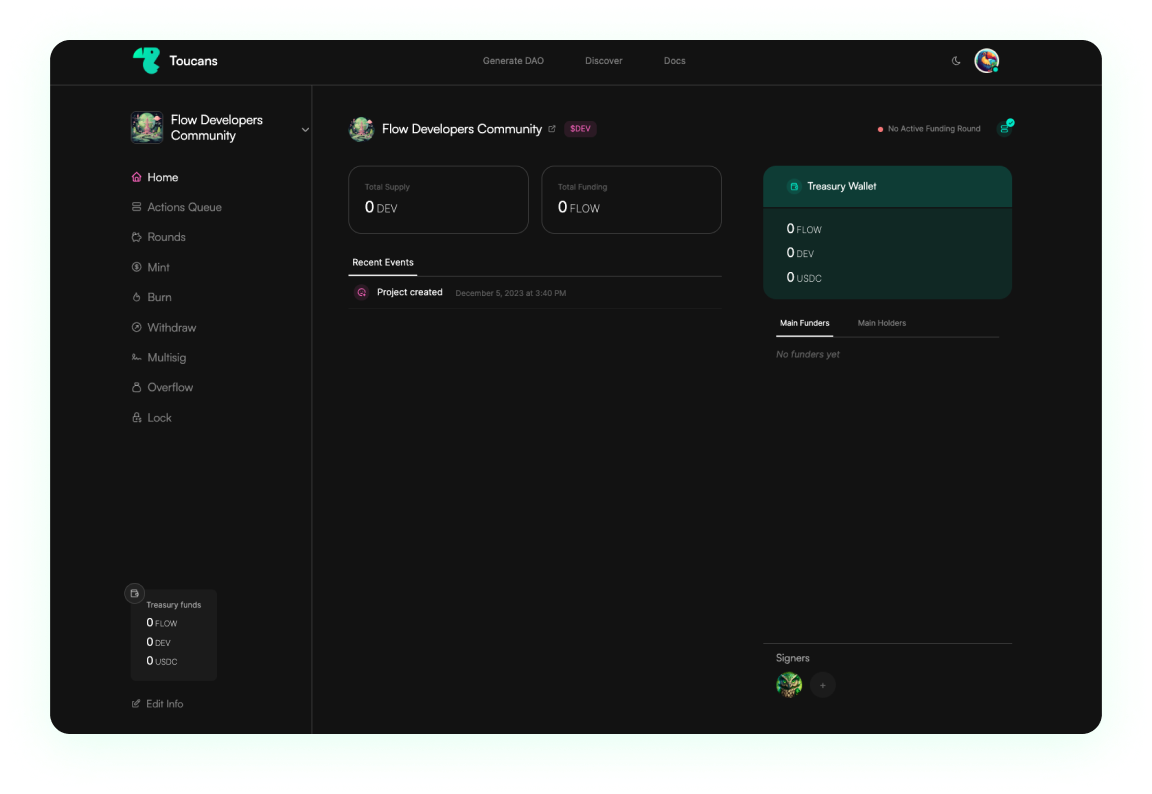 Toucans
Generate DAO
Discover
Docs
Flow Developers
Community
Home
Actions Queue
Rounds
Mint
Burn
Withdraw
Multisig
Overflow
Lock
Treasury funds
0 FLOW
0 DEV
0 USDC
Edit Info
Flow Developers Community
$DEV
No Active Funding Round
Total Supply
0 DEV
Total Funding
0 FLOW
Recent Events
Project created December 5, 2023 at 3:40 PM
Treasury Wallet
0 FLOW
0 DEV
0 USDC
Main Funders
Main Holders
No funders yet
Signers
+